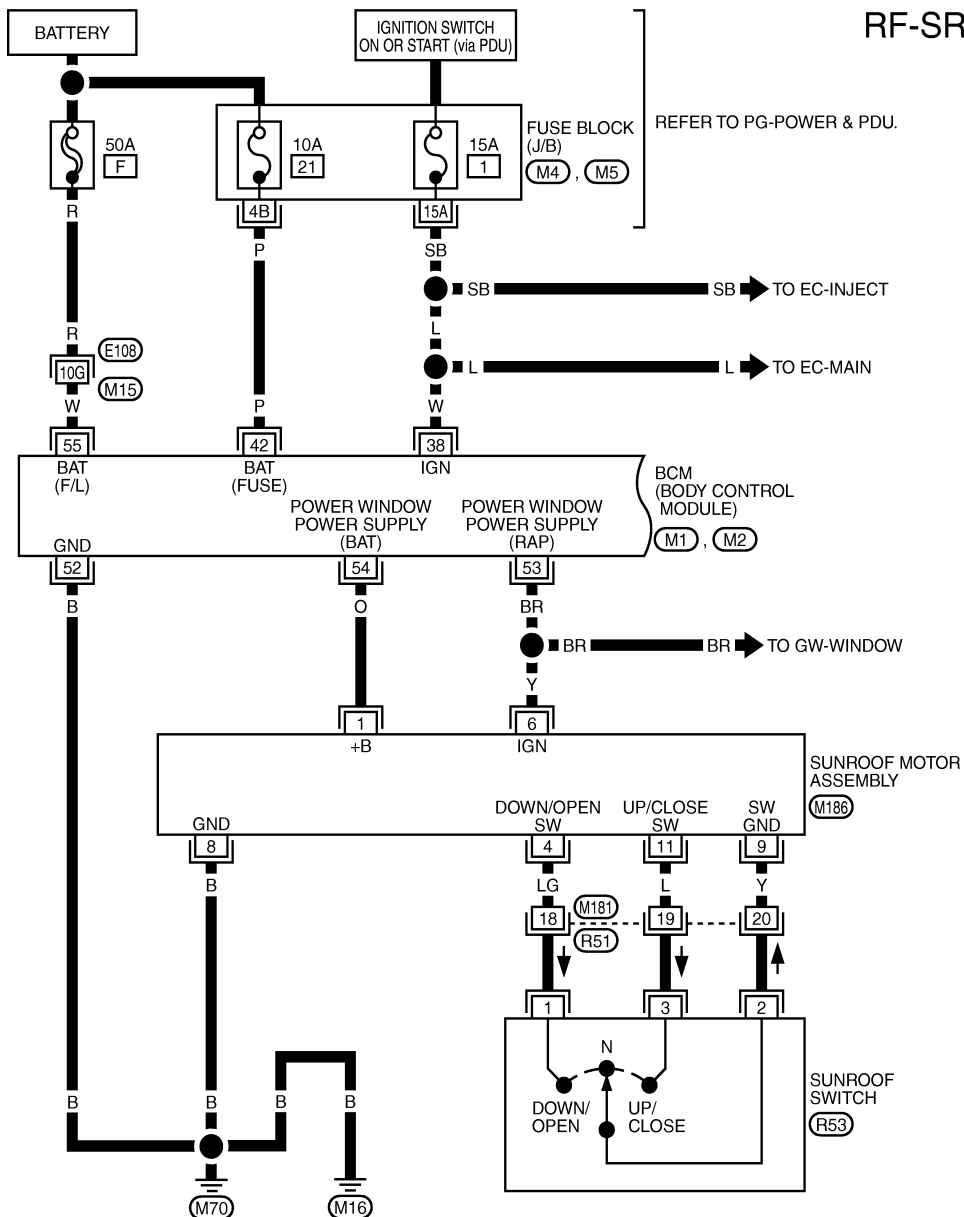 RF-SR
BATTERY
IGNITION SWITCH
ON OR START (via PDU)
50A
F
10A
21
15A
1
FUSE BLOCK
(J/B)
M4 , M5
REFER TO PG-POWER & PDU.
4B
15A
R
P
SB
SB
SB
TO EC-INJECT
R
L
E108
10G
M15
L
L
TO EC-MAIN
W
P
W
55
42
38
BAT
(F/L)
BAT
(FUSE)
IGN
BCM
(BODY CONTROL
MODULE)
M1 , M2
POWER WINDOW
POWER SUPPLY
(BAT)
POWER WINDOW
POWER SUPPLY
(RAP)
GND
52
54
53
B
O
BR
BR
BR
TO GW-WINDOW
Y
1
6
+B
IGN
SUNROOF MOTOR
ASSEMBLY
M186
GND
DOWN/OPEN
SW
UP/CLOSE
SW
SW
GND
8
4
11
9
B
LG
L
Y
18
M181
R51
19
20
1
3
2
N
DOWN/
OPEN
UP/
CLOSE
SUNROOF
SWITCH
R53
B
B
B
B
M70
M16